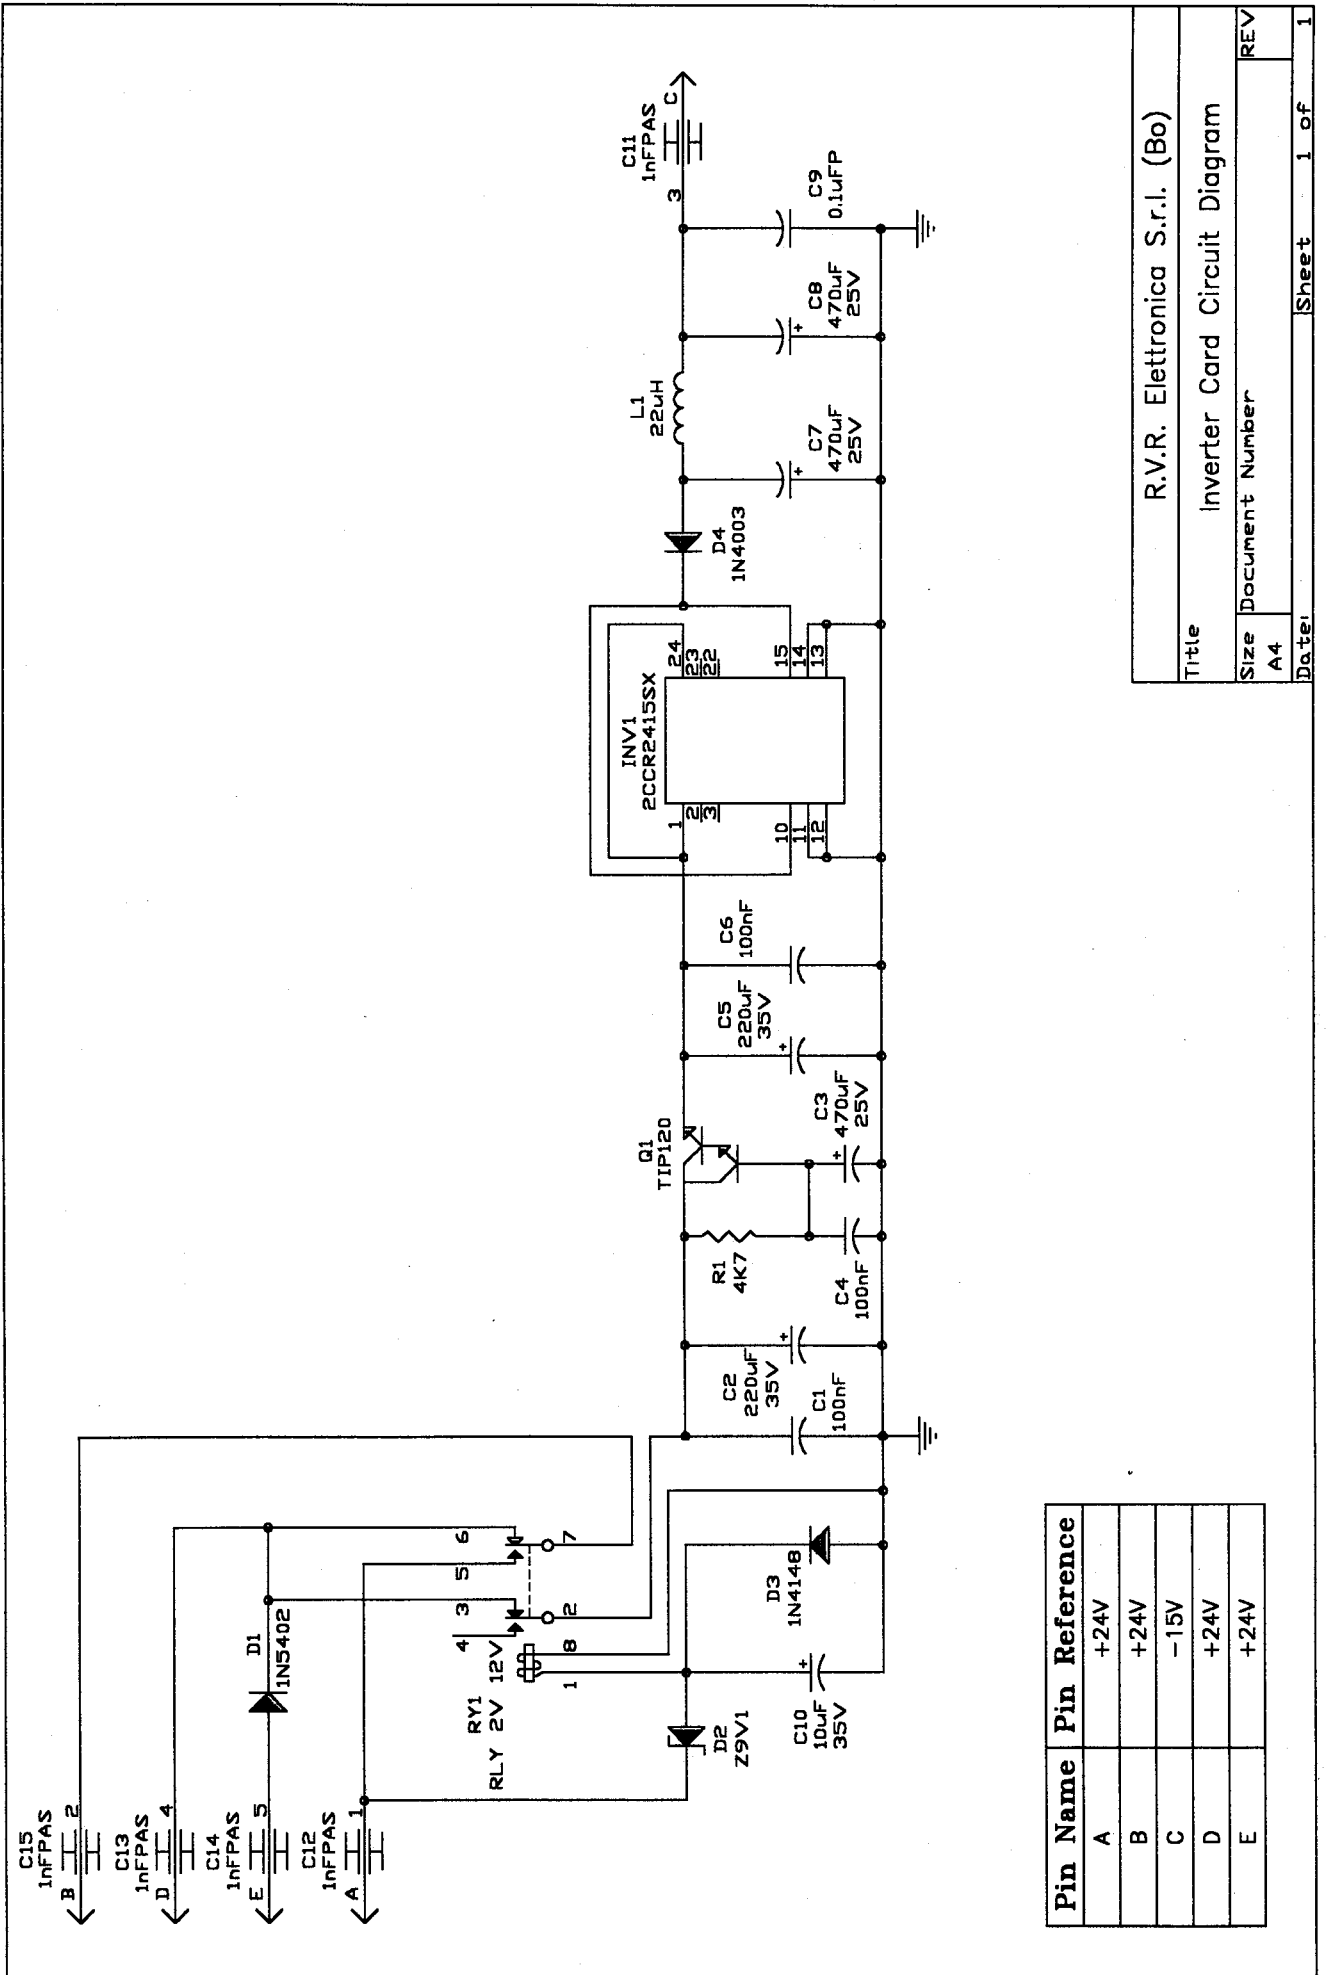 C15
1nFPAS
B
2
C13
1nFPAS
D
4
C14
1nFPAS
E
5
C12
1nFPAS
A
1
D1
1N5402
RY1
RLY 2V 12V
4
3
5
6
1
8
2
7
D2
Z9V1
C10
10uF
35V
+
D3
1N4148
C2
220uF
35V
+
C1
100nF
R1
4K7
C4
100nF
Q1
TIP120
C3
470uF
25V
+
C5
220uF
35V
+
C6
100nF
INV1
2CCR2415SX
1
2
3
10
11
12
24
23
22
15
14
13
D4
1N4003
L1
22uH
C7
470uF
25V
+
C8
470uF
25V
+
C9
0.1uFP
C11
1nFPAS
3
C
Pin Name Pin Reference
A +24V
B +24V
C -15V
D +24V
E +24V
R.V.R. Elettronica S.r.l. (Bo)
Title
Inverter Card Circuit Diagram
Size Document Number REV
A4
Date: Sheet 1 of 1